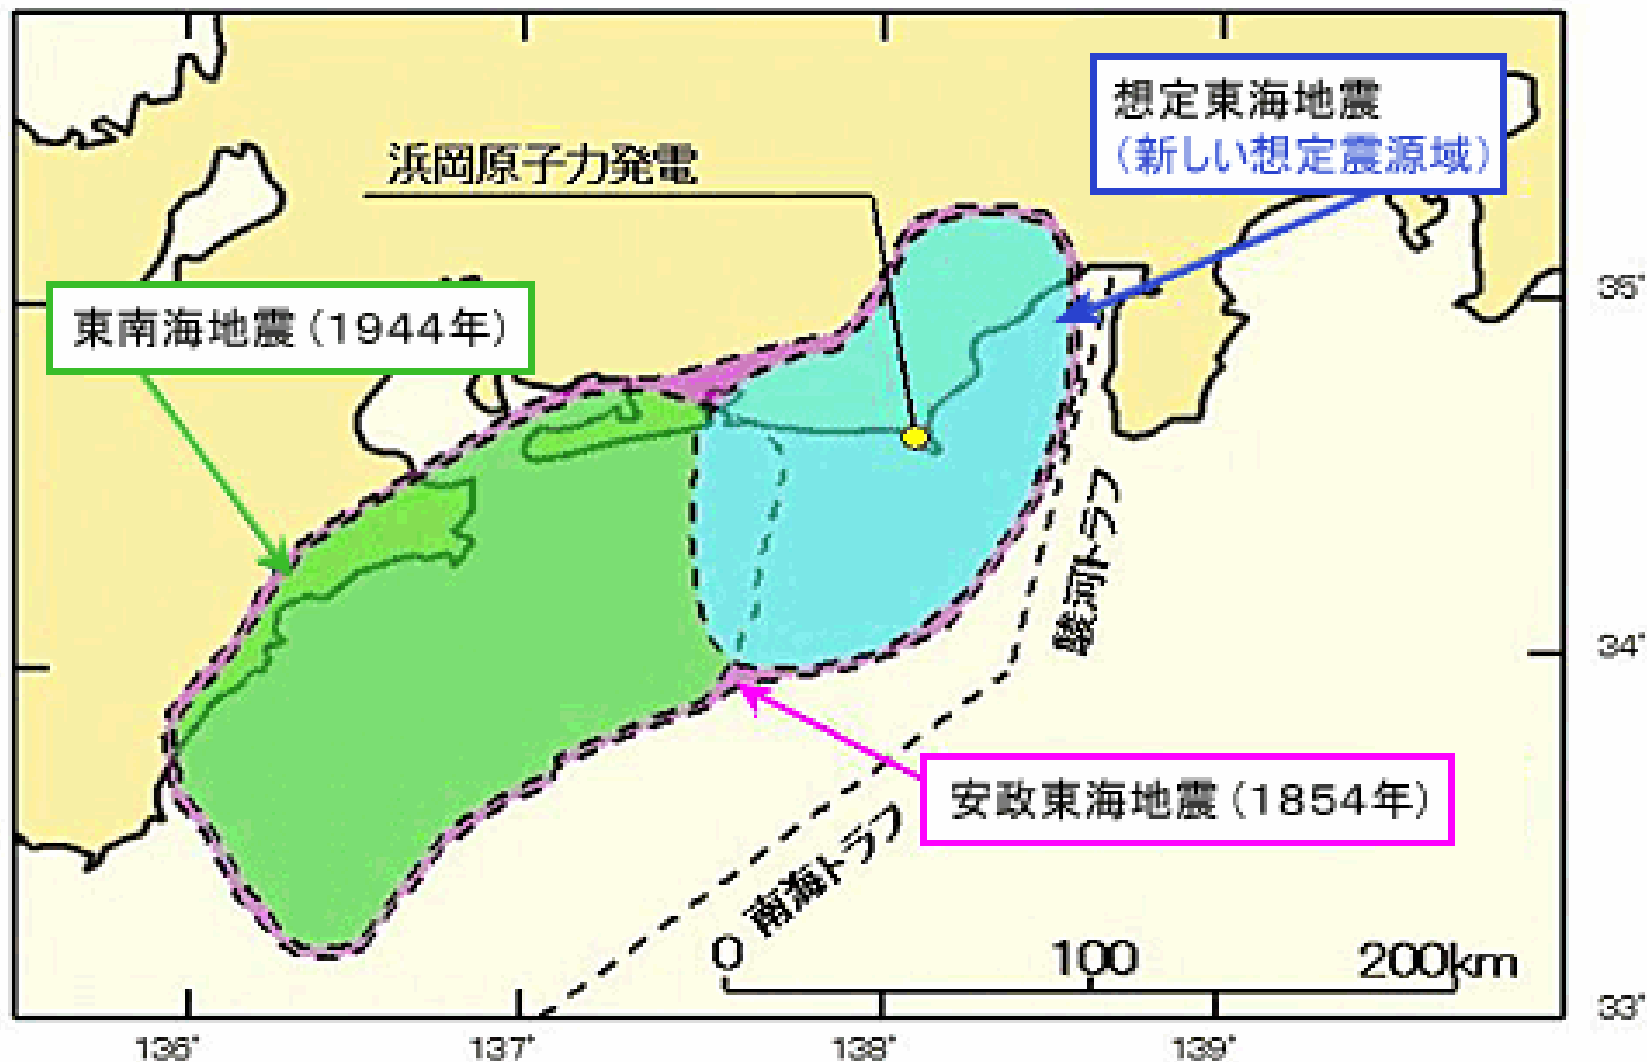 想定東海地震
（新しい想定震源域）
浜岡原子力発電
東南海地震（1944年）
35°
34°
駿河トラフ
安政東海地震（1854年）
南海トラフ
0 100 200km
33°
136° 137° 138° 139°